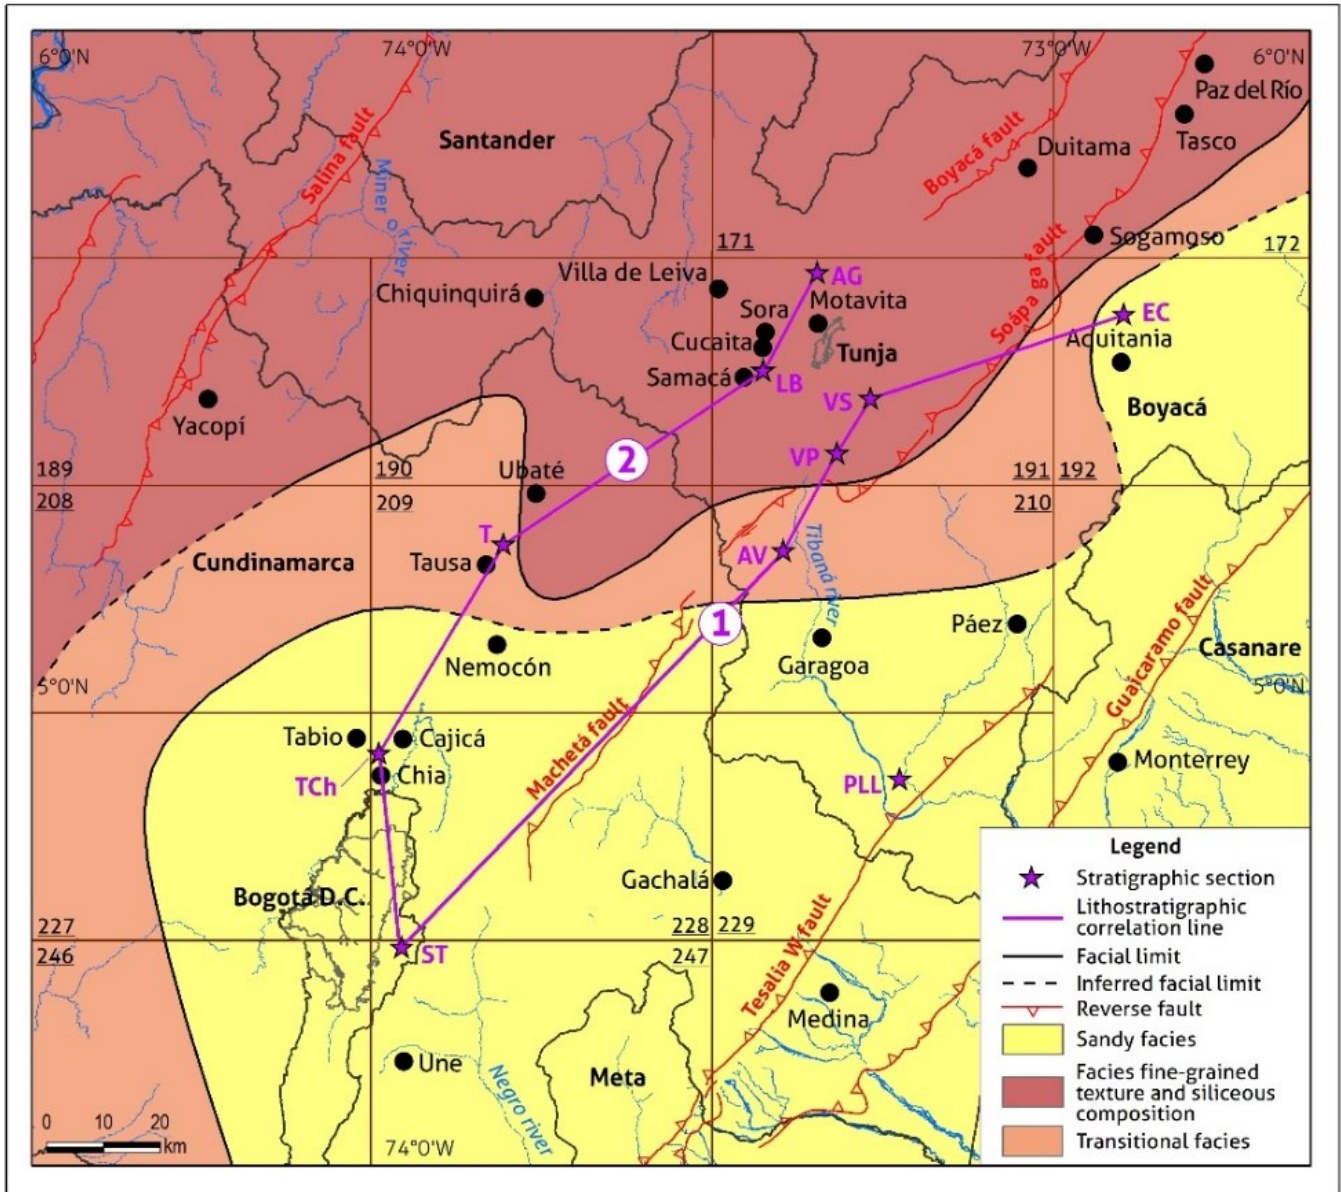 6°0'N
74°0'W
73°0'W
6°0'N
Paz del Río
Tasco
Santander
Salina fault
Boyacá fault
Duitama
Miner o river
Sogamoso
171
172
Villa de Leiva
AG
Chiquinquirá
Motavita
Sora
Soápa ga fault
EC
Cucaita
Tunja
Aquitania
Samacá
LB
VS
Yacopí
Boyacá
2
VP
189
190
Ubaté
191
192
208
209
210
T
Tibaná river
Cundinamarca
Tausa
AV
1
Páez
Nemocón
Garagoa
Guaicaramo fault
Casanare
5°0'N
5°0'N
Tabio
Cajicá
Machetá fault
TCh
Chia
PLL
Monterrey
Gachalá
Bogotá D.C.
227
228
229
246
ST
247
Tesalia W fault
Medina
Une
Negro river
Meta
74°0'W
0 10 20
km
Legend
Stratigraphic section
Lithostratigraphic
correlation line
Facial limit
Inferred facial limit
Reverse fault
Sandy facies
Facies fine-grained
texture and siliceous
composition
Transitional facies